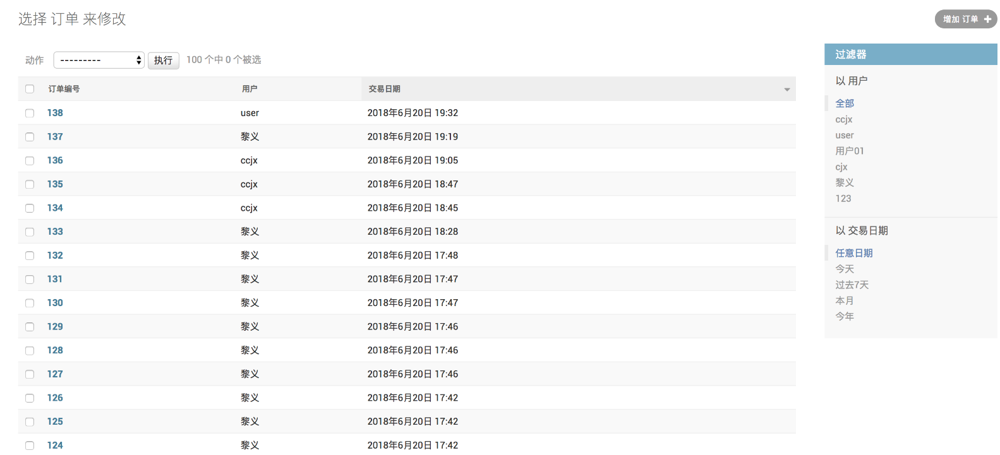 选择 订单 来修改
增加 订单 +
动作 --------- 执行 100 个中 0 个被选
订单编号 用户 交易日期
138 user 2018年6月20日 19:32
137 黎义 2018年6月20日 19:19
136 ccjx 2018年6月20日 19:05
135 ccjx 2018年6月20日 18:47
134 ccjx 2018年6月20日 18:45
133 黎义 2018年6月20日 18:28
132 黎义 2018年6月20日 17:48
131 黎义 2018年6月20日 17:47
130 黎义 2018年6月20日 17:47
129 黎义 2018年6月20日 17:46
128 黎义 2018年6月20日 17:46
127 黎义 2018年6月20日 17:46
126 黎义 2018年6月20日 17:42
125 黎义 2018年6月20日 17:42
124 黎义 2018年6月20日 17:42
过滤器
以 用户
全部
ccjx
user
用户01
cjx
黎义
123
以 交易日期
任意日期
今天
过去7天
本月
今年